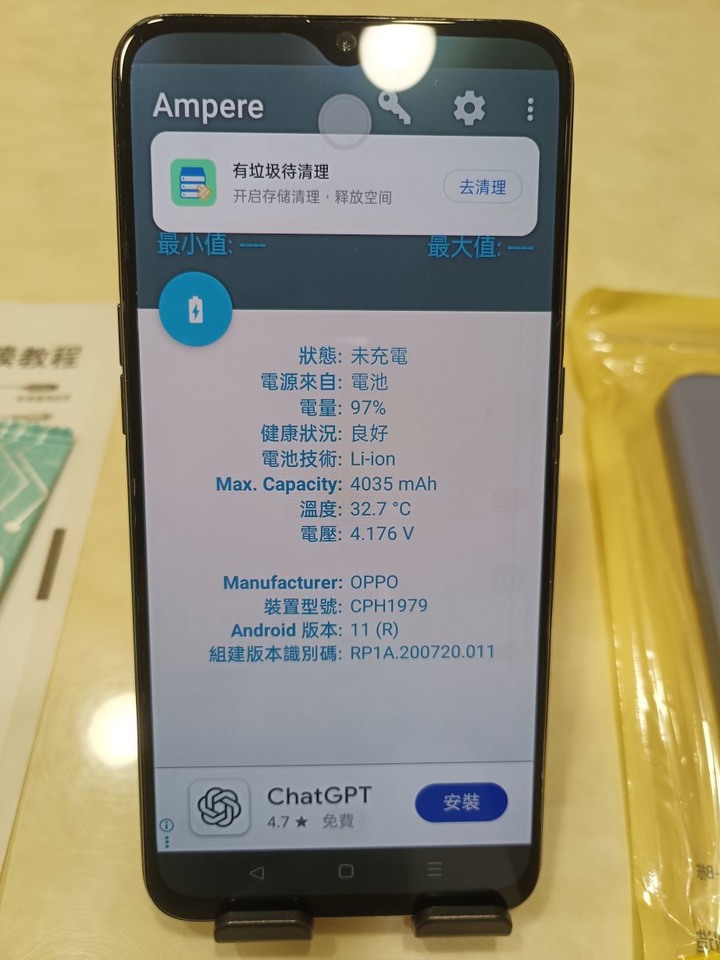 Ampere
有垃圾待清理
开启存储清理，释放空间
去清理
最小值: ----
最大值: ----
教程
狀態: 未充電
電源來自: 電池
電量: 97%
健康狀況: 良好
電池技術: Li-ion
Max. Capacity: 4035 mAh
溫度: 32.7 °C
電壓: 4.176 V
Manufacturer: OPPO
裝置型號: CPH1979
Android 版本: 11 (R)
組建版本識別碼: RP1A.200720.011
ChatGPT
4.7 ★ 免費
安裝